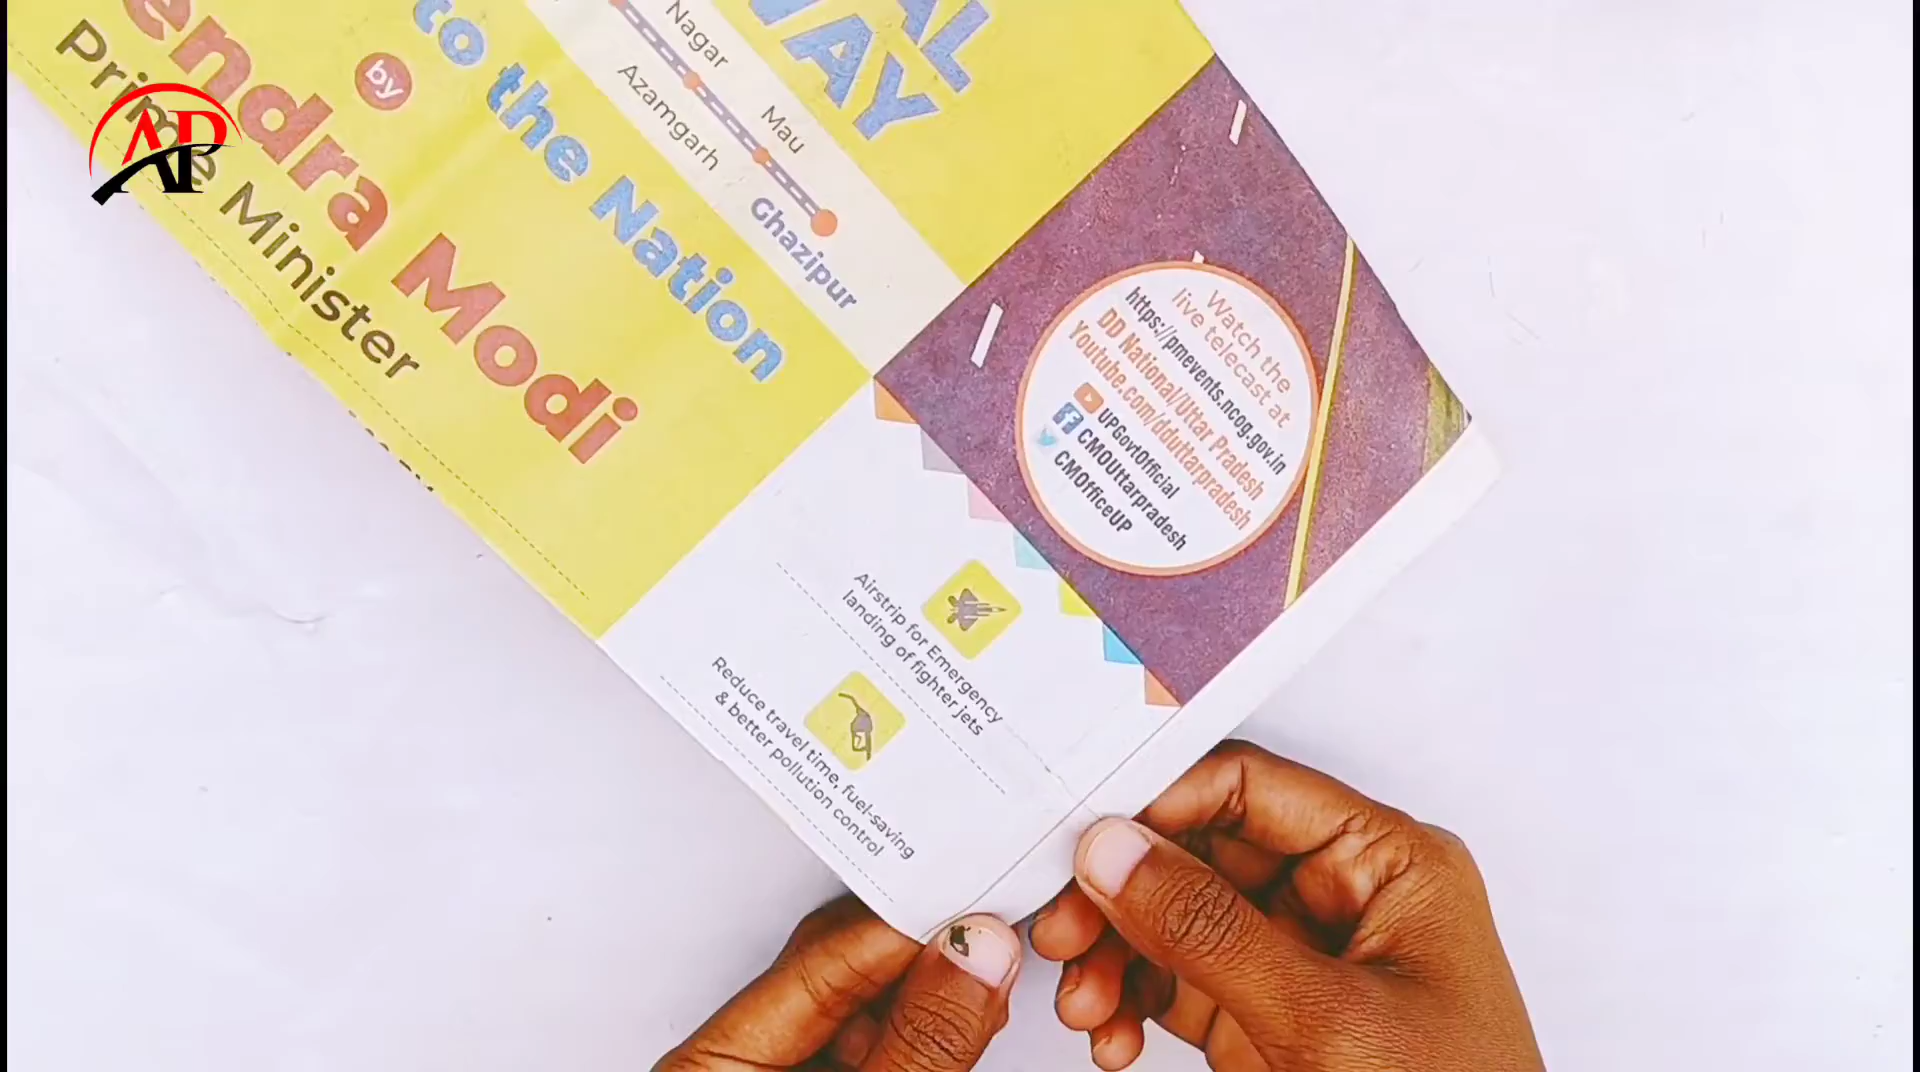 AP
AL
WAY
Nagar
Mau
Azamgarh
Ghazipur
to the Nation
by
endra Modi
Prime Minister
Watch the
live telecast at
https://pmevents.ncog.gov.in
DD National/Uttar Pradesh
Youtube.com/dduttarpradesh
UPGovtOfficial
CMOUttarpradesh
CMOfficeUP
Airstrip for Emergency
landing of fighter jets
Reduce travel time, fuel-saving
& better pollution control